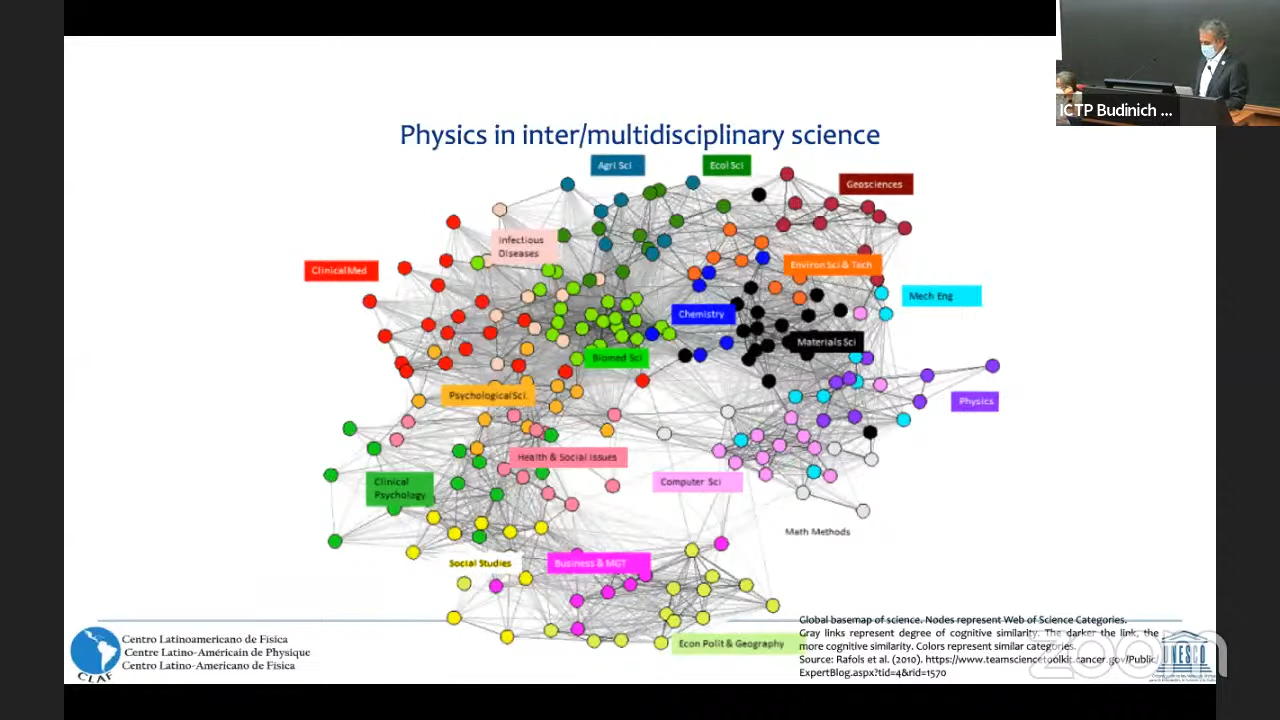 ICTP Budinich ...
Physics in inter/multidisciplinary science
Agri Sci
Ecol Sci
Geosciences
Infectious
Diseases
ClinicalMed
Environ Sci & Tech
Mech Eng
Chemistry
Materials Sci
Biomed Sci
Psychological Sci.
Physics
Health & Social Issues
Clinical
Psychology
Computer Sci
Math Methods
Social Studies
Business & MGT
Econ Polit & Geography
Global basemap of science. Nodes represent Web of Science Categories.
Gray links represent degree of cognitive similarity. The darker the link, the
more cognitive similarity. Colors represent similar categories.
Source: Rafols et al. (2010). https://www.teamsciencetoolkit.cancer.gov/Public/
ExpertBlog.aspx?tid=4&rid=1570
Centro Latinoamericano de Física
Centre Latino-Américain de Physique
Centro Latino-Americano de Física
CLAF
zoom
UNESCO